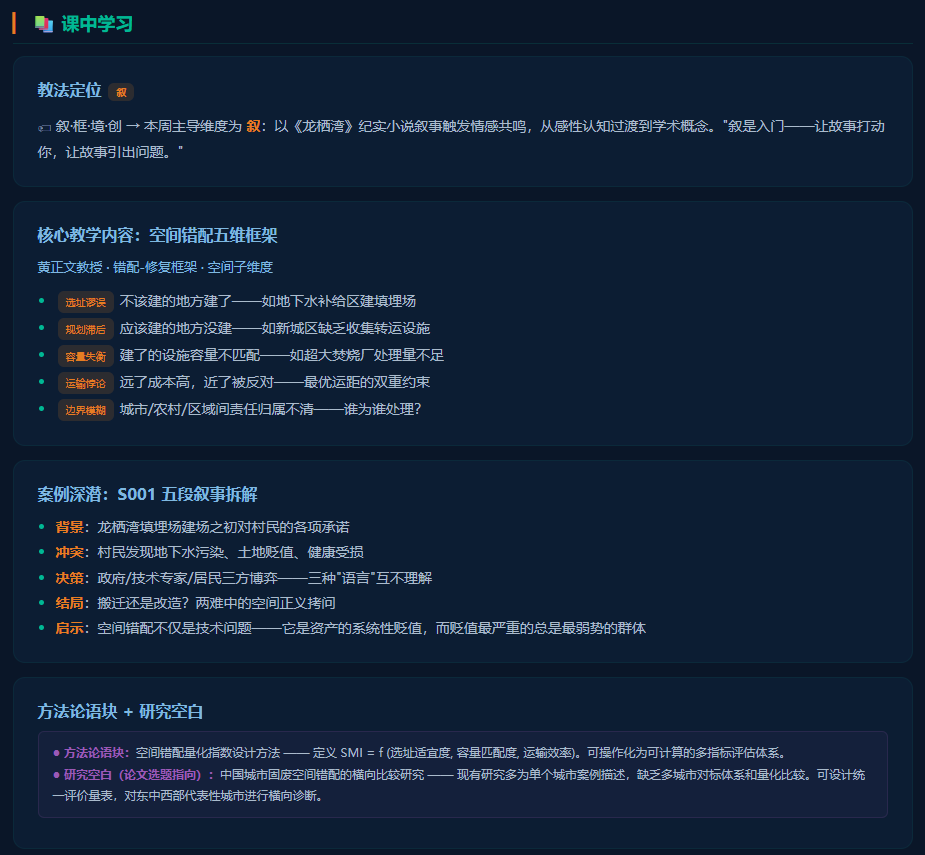 课中学习
教法定位 叙
叙·框·境·创 → 本周主导维度为 叙：以《龙栖湾》纪实小说叙事触发情感共鸣，从感性认知过渡到学术概念。"叙是入门——让故事打动
你，让故事引出问题。"
核心教学内容：空间错配五维框架
黄正文教授 · 错配-修复框架 · 空间子维度
选址谬误 不该建的地方建了——如地下水补给区建填埋场
规划滞后 应该建的地方没建——如新城区缺乏收集转运设施
容量失衡 建了的设施容量不匹配——如超大焚烧厂处理量不足
运输悖论 远了成本高，近了被反对——最优运距的双重约束
边界模糊 城市/农村/区域间责任归属不清——谁为谁处理？
案例深潜：S001 五段叙事拆解
背景：龙栖湾填埋场建场之初对村民的各项承诺
冲突：村民发现地下水污染、土地贬值、健康受损
决策：政府/技术专家/居民三方博弈——三种"语言"互不理解
结局：搬迁还是改造？两难中的空间正义拷问
启示：空间错配不仅是技术问题——它是资产的系统性贬值，而贬值最严重的总是最弱势的群体
方法论语块 + 研究空白
● 方法论语块：空间错配量化指数设计方法 —— 定义 SMI = f (选址适宜度, 容量匹配度, 运输效率)。可操作化为可计算的多指标评估体系。
● 研究空白（论文选题指向）：中国城市固废空间错配的横向比较研究 —— 现有研究多为单个城市案例描述，缺乏多城市对标体系和量化比较。可设计统
一评价量表，对东中西部代表性城市进行横向诊断。